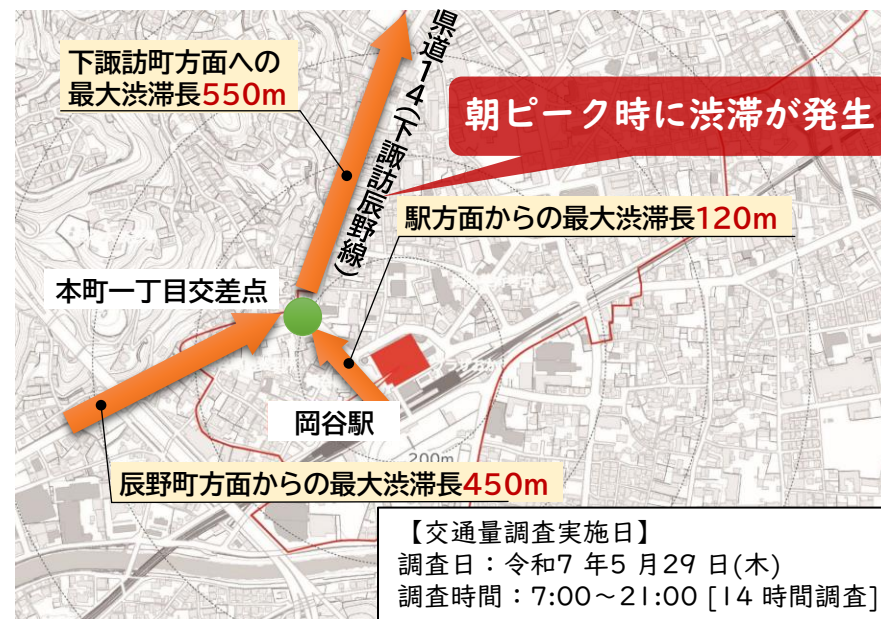 下諏訪町方面への
最大渋滞長550m
県道14(下諏訪辰野線)
朝ピーク時に渋滞が発生
駅方面からの最大渋滞長120m
本町一丁目交差点
岡谷駅
200m
辰野町方面からの最大渋滞長450m
【交通量調査実施日】
調査日：令和7 年5 月29 日(木)
調査時間：7:00～21:00 [14 時間調査]